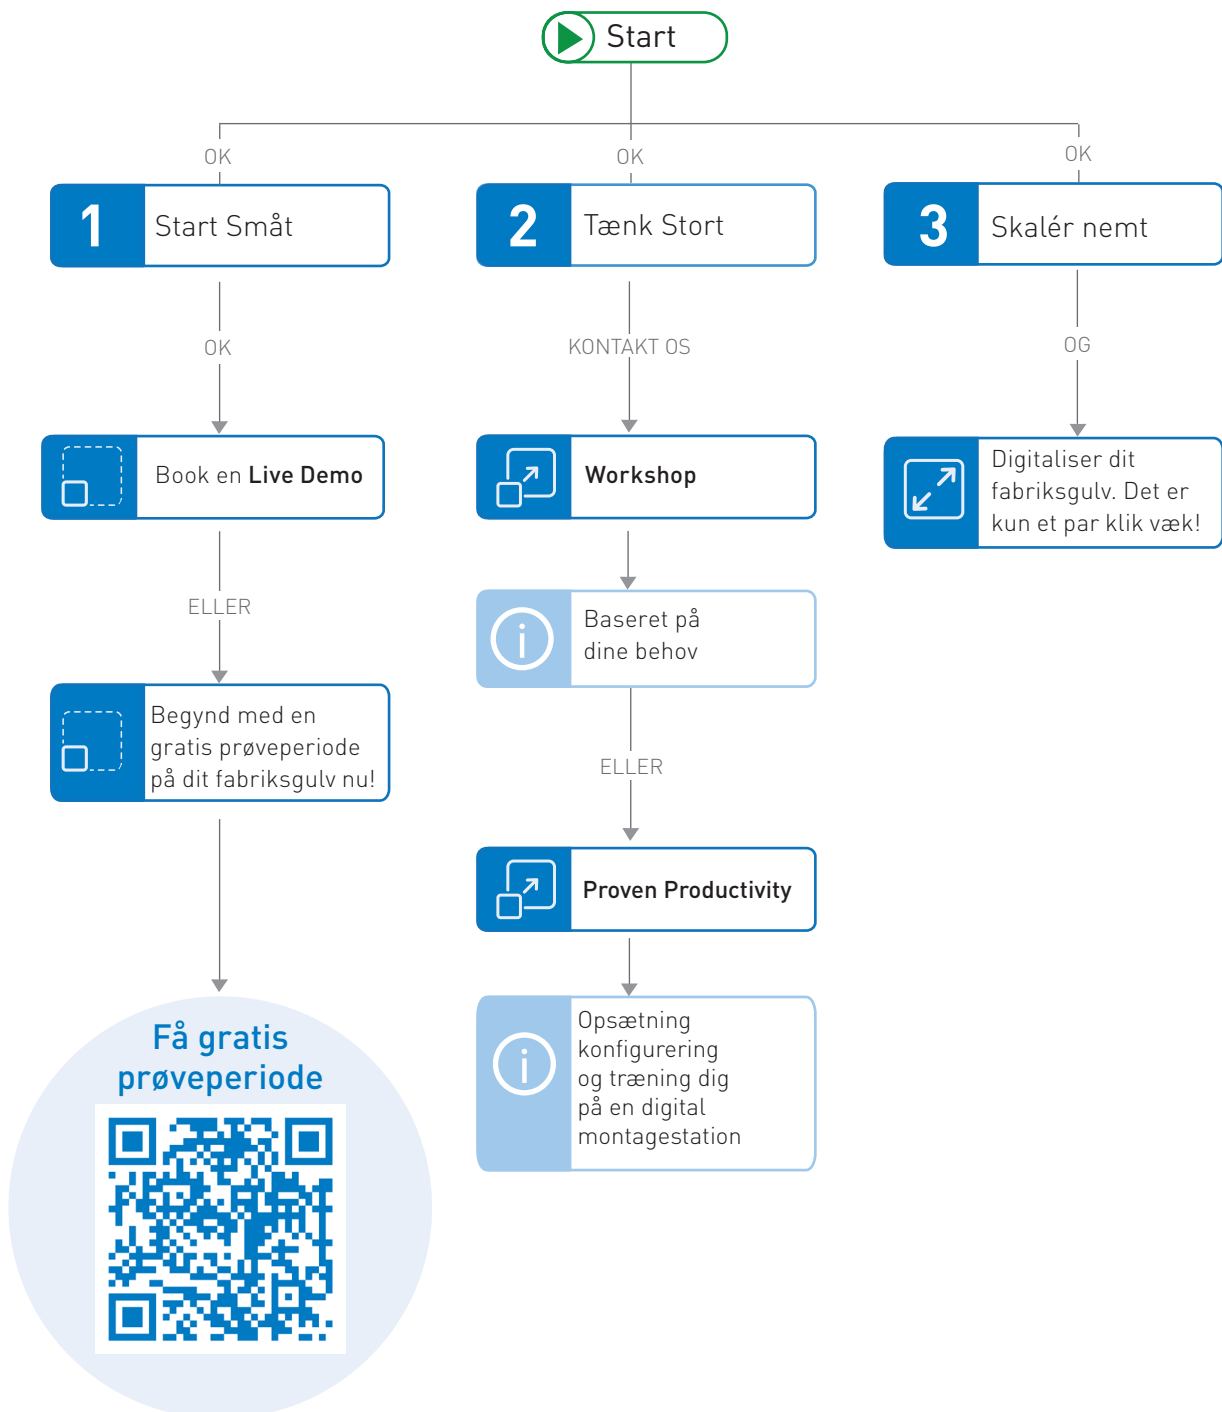 Start
OK
OK
OK
1
Start Småt
2
Tænk Stort
3
Skalér nemt
OK
KONTAKT OS
OG
Book en Live Demo
Workshop
Digitaliser dit
fabriksgulv. Det er
kun et par klik væk!
ELLER
Baseret på
dine behov
Begynd med en
gratis prøveperiode
på dit fabriksgulv nu!
ELLER
Proven Productivity
Få gratis
prøveperiode
Opsætning
konfigurering
og træning dig
på en digital
montagestation